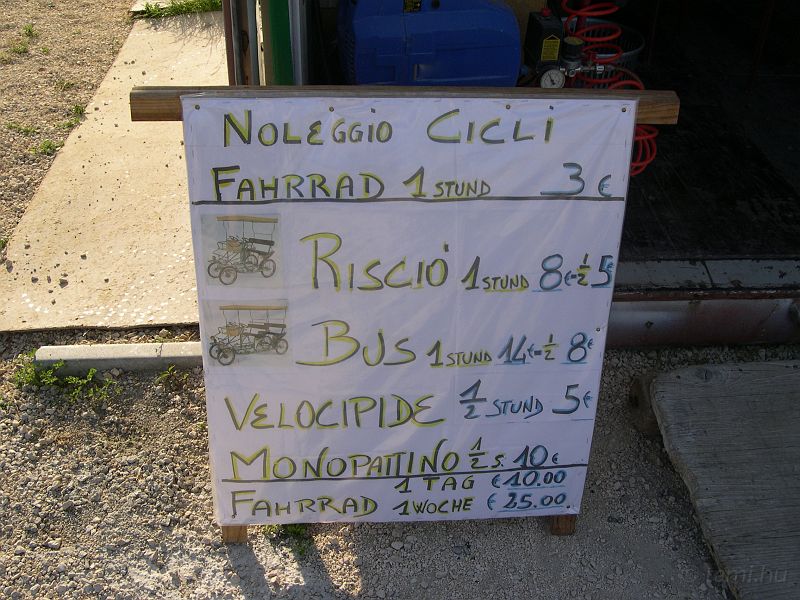 NOLEGGIO CICLI
FAHRRAD 1 STUND 3 €
RISCIO' 1 STUND 8€=½ 5€
BUS 1 STUND 14€=½ 8€
VELOCIPIDE ½ STUND 5€
MONOPATTINO ½ S. 10 €
1 TAG € 10.00
FAHRRAD 1 WOCHE € 25.00
temi.hu